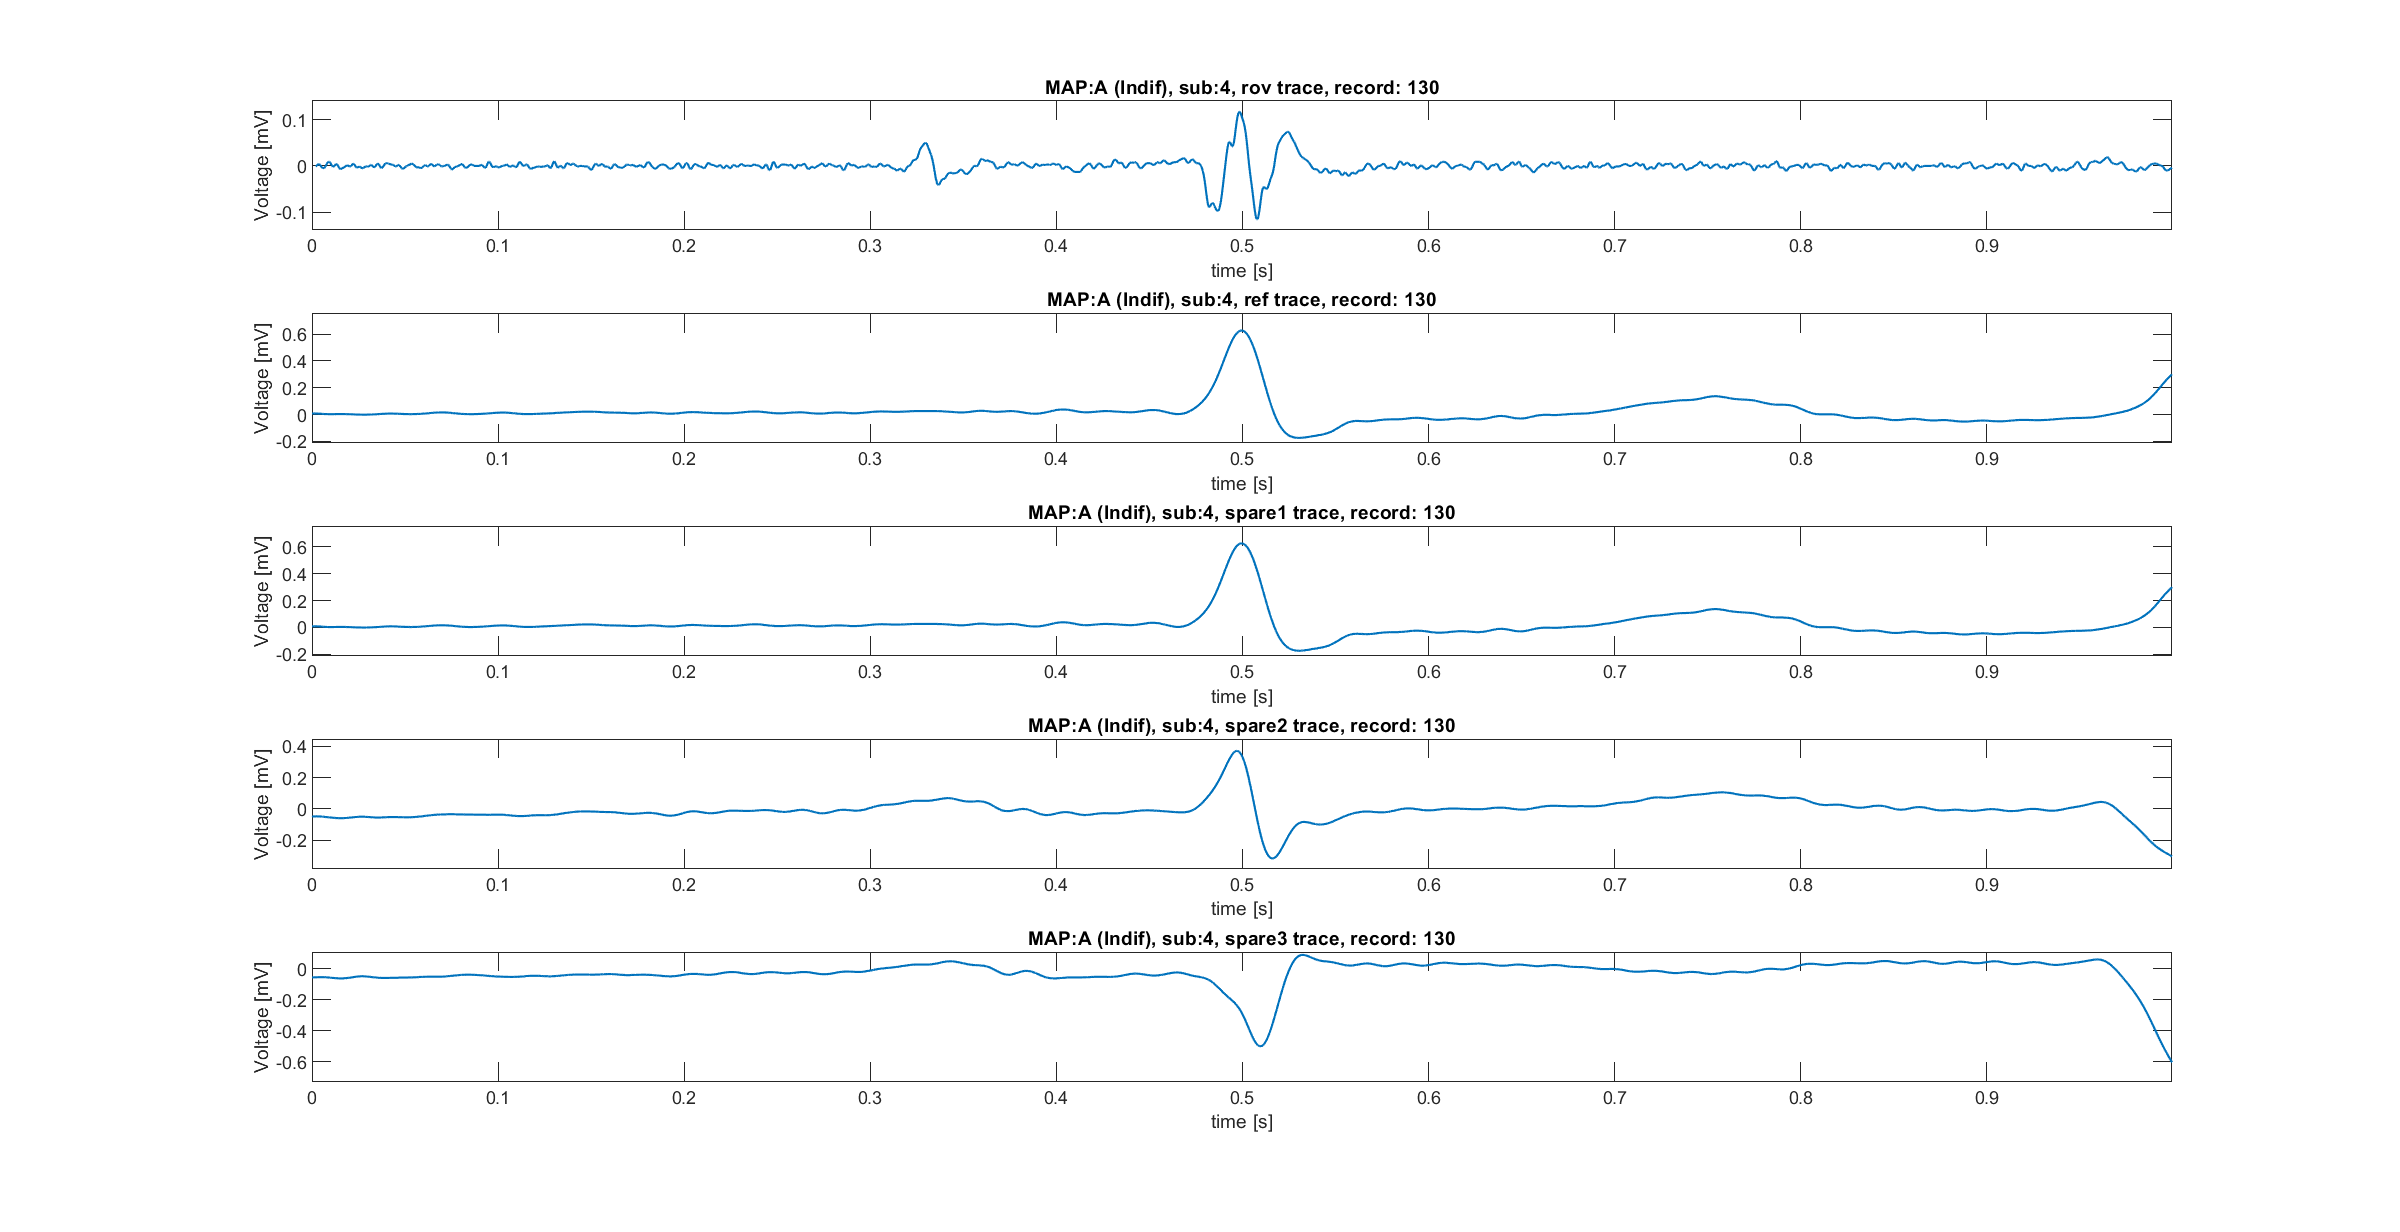 MAP:A (Indif), sub:4, rov trace, record: 130
Voltage [mV]
0.1
0
-0.1
0 0.1 0.2 0.3 0.4 0.5 0.6 0.7 0.8 0.9
time [s]
MAP:A (Indif), sub:4, ref trace, record: 130
Voltage [mV]
0.6
0.4
0.2
0
-0.2
0 0.1 0.2 0.3 0.4 0.5 0.6 0.7 0.8 0.9
time [s]
MAP:A (Indif), sub:4, spare1 trace, record: 130
Voltage [mV]
0.6
0.4
0.2
0
-0.2
0 0.1 0.2 0.3 0.4 0.5 0.6 0.7 0.8 0.9
time [s]
MAP:A (Indif), sub:4, spare2 trace, record: 130
Voltage [mV]
0.4
0.2
0
-0.2
0 0.1 0.2 0.3 0.4 0.5 0.6 0.7 0.8 0.9
time [s]
MAP:A (Indif), sub:4, spare3 trace, record: 130
Voltage [mV]
0
-0.2
-0.4
-0.6
0 0.1 0.2 0.3 0.4 0.5 0.6 0.7 0.8 0.9
time [s]